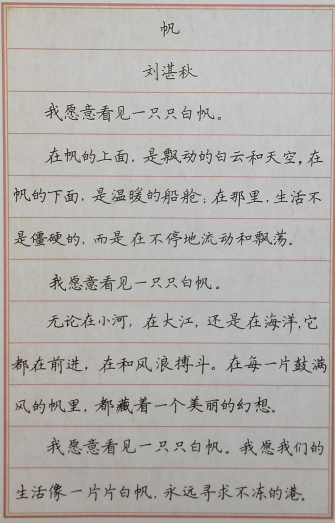 帆
刘湛秋
我愿意看见一只只白帆。
在帆的上面，是飘动的白云和天空，在
帆的下面，是温暖的船舱；在那里，生活不
是僵硬的，而是在不停地流动和飘荡。
我愿意看见一只只白帆。
无论在小河，在大江，还是在海洋，它
都在前进，在和风浪搏斗。在每一片鼓满
风的帆里，都藏着一个美丽的幻想。
我愿意看见一只只白帆。我愿我们的
生活像一片片白帆，永远寻求不冻的港。